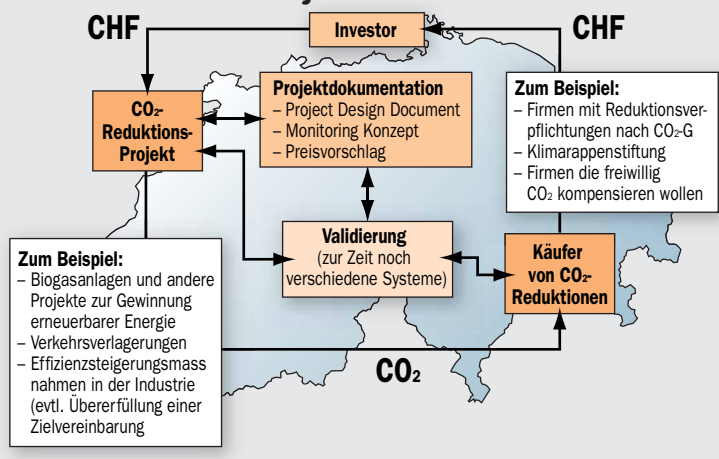 CHF
Investor
CHF
CO₂-
Reduktions-
Projekt
Projektdokumentation
– Project Design Document
– Monitoring Konzept
– Preisvorschlag
Zum Beispiel:
– Firmen mit Reduktionsver-
pflichtungen nach CO₂-G
– Klimarappenstiftung
– Firmen die freiwillig
CO₂ kompensieren wollen
Validierung
(zur Zeit noch
verschiedene Systeme)
Käufer
von CO₂-
Reduktionen
Zum Beispiel:
– Biogasanlagen und andere
Projekte zur Gewinnung
erneuerbarer Energie
– Verkehrsverlagerungen
– Effizienzsteigerungsmass
nahmen in der Industrie
(evtl. Übererfüllung einer
Zielvereinbarung
CO₂